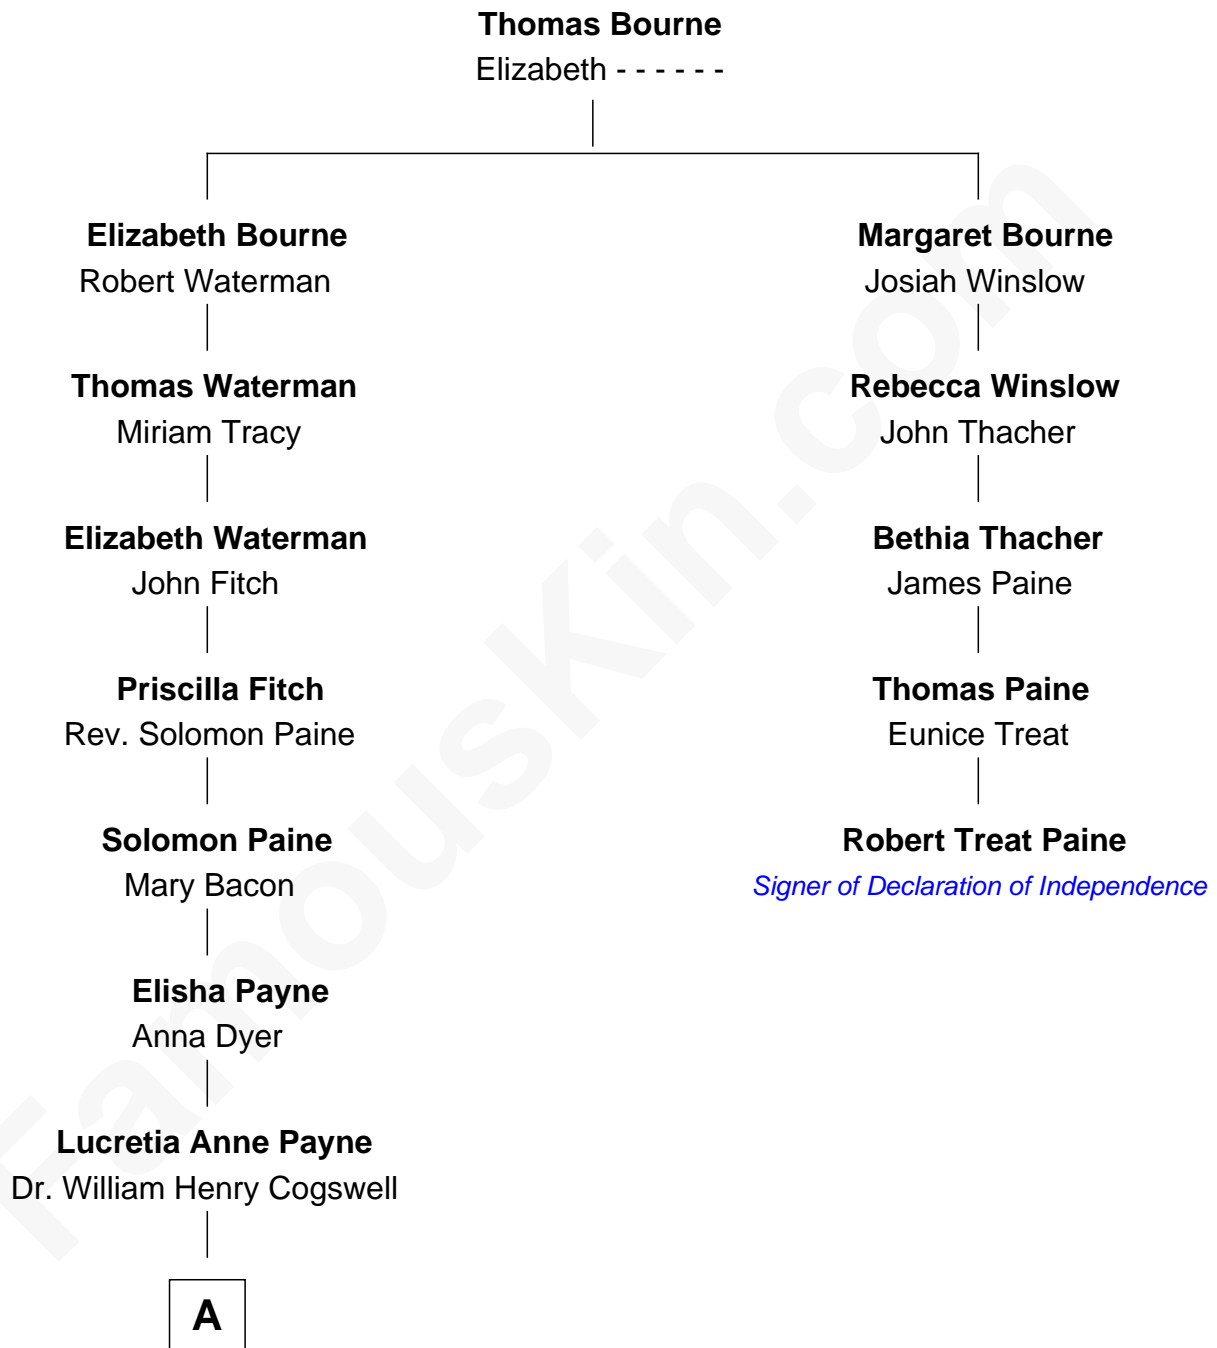 Thomas Bourne
Elizabeth - - - - - -
Elizabeth Bourne
Robert Waterman
Margaret Bourne
Josiah Winslow
Thomas Waterman
Miriam Tracy
Rebecca Winslow
John Thacher
Elizabeth Waterman
John Fitch
Bethia Thacher
James Paine
Priscilla Fitch
Rev. Solomon Paine
Thomas Paine
Eunice Treat
Solomon Paine
Mary Bacon
Robert Treat Paine
Signer of Declaration of Independence
Elisha Payne
Anna Dyer
Lucretia Anne Payne
Dr. William Henry Cogswell
A
FamousKin.com